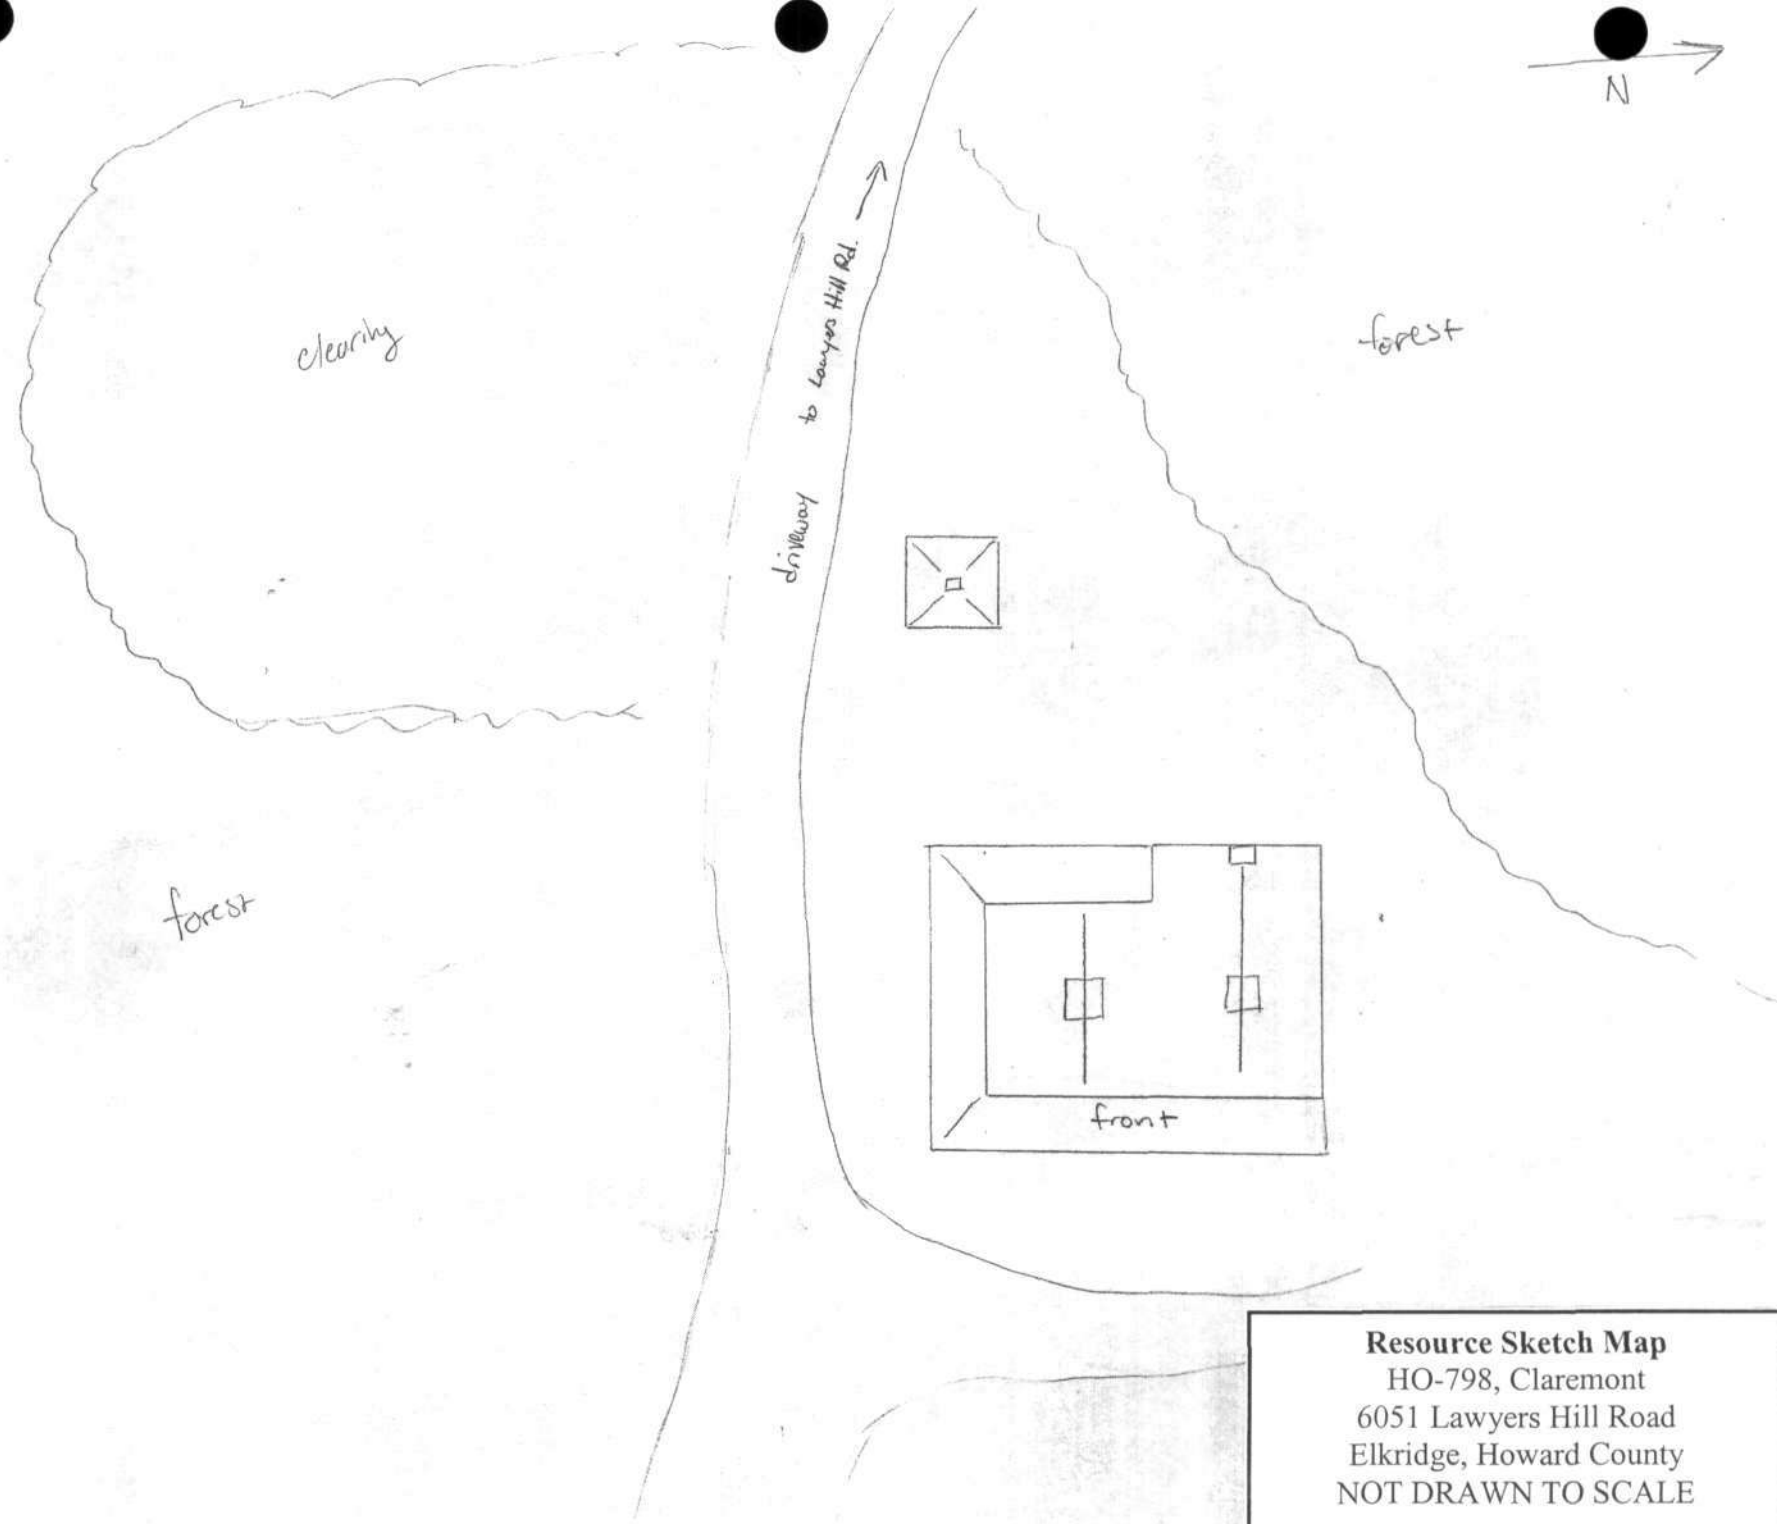 N
clearing
forest
driveway to Lawyers Hill Rd.
forest
front
Resource Sketch Map
HO-798, Claremont
6051 Lawyers Hill Road
Elkridge, Howard County
NOT DRAWN TO SCALE